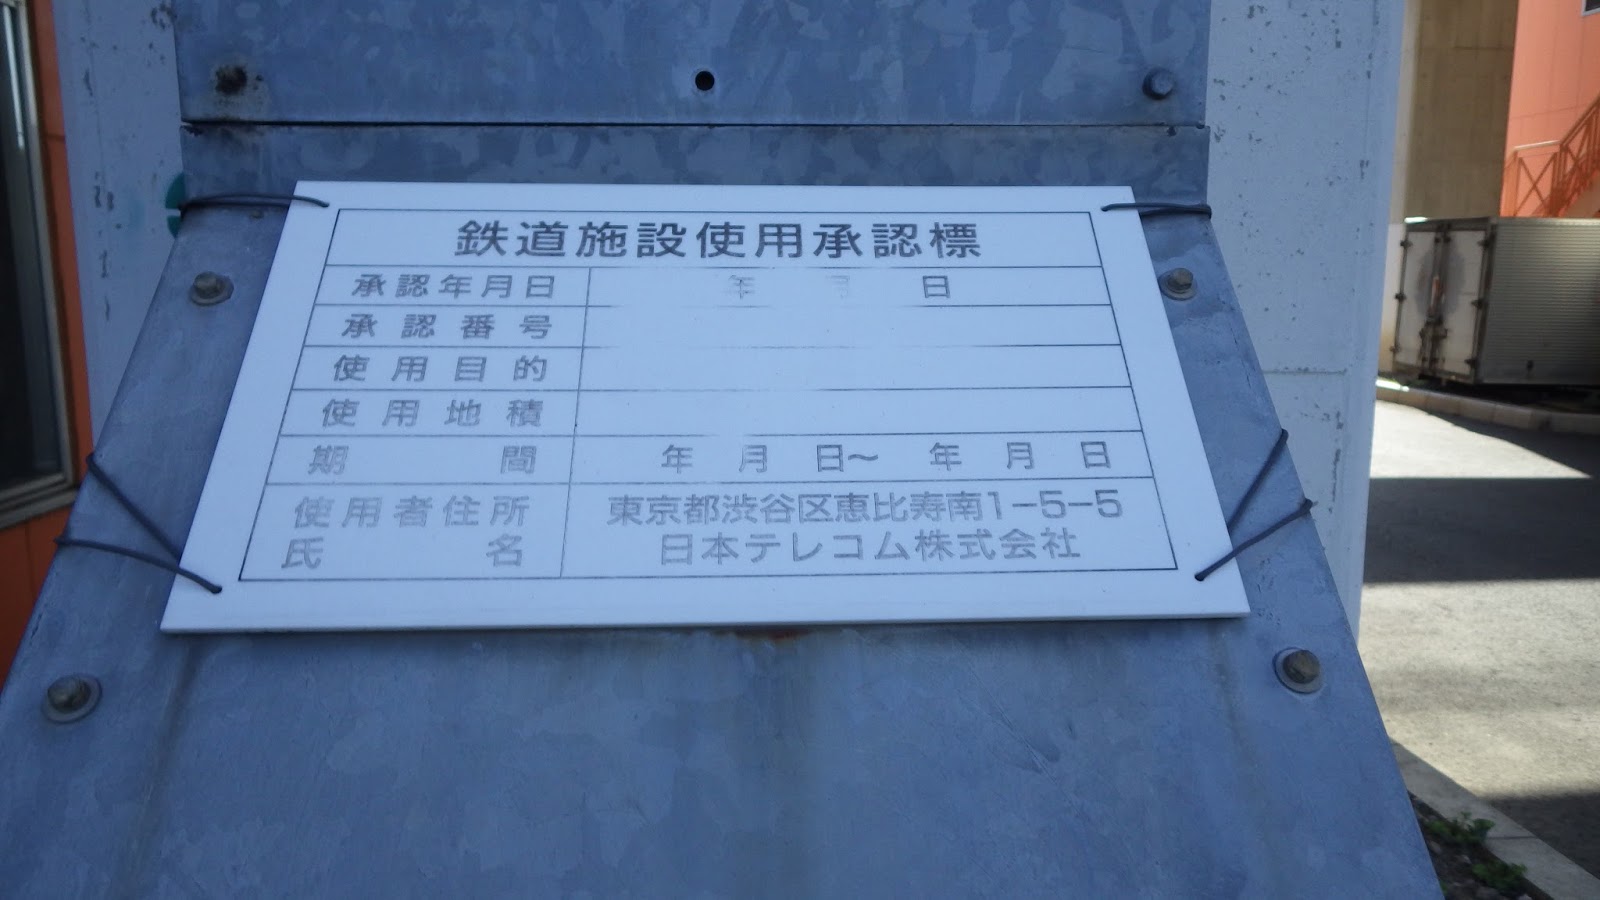 鉄道施設使用承認標
承認年月日 年 月 日
承認番号
使用目的
使用地積
期間 年 月 日～ 年 月 日
使用者住所 東京都渋谷区恵比寿南1-5-5
氏名 日本テレコム株式会社